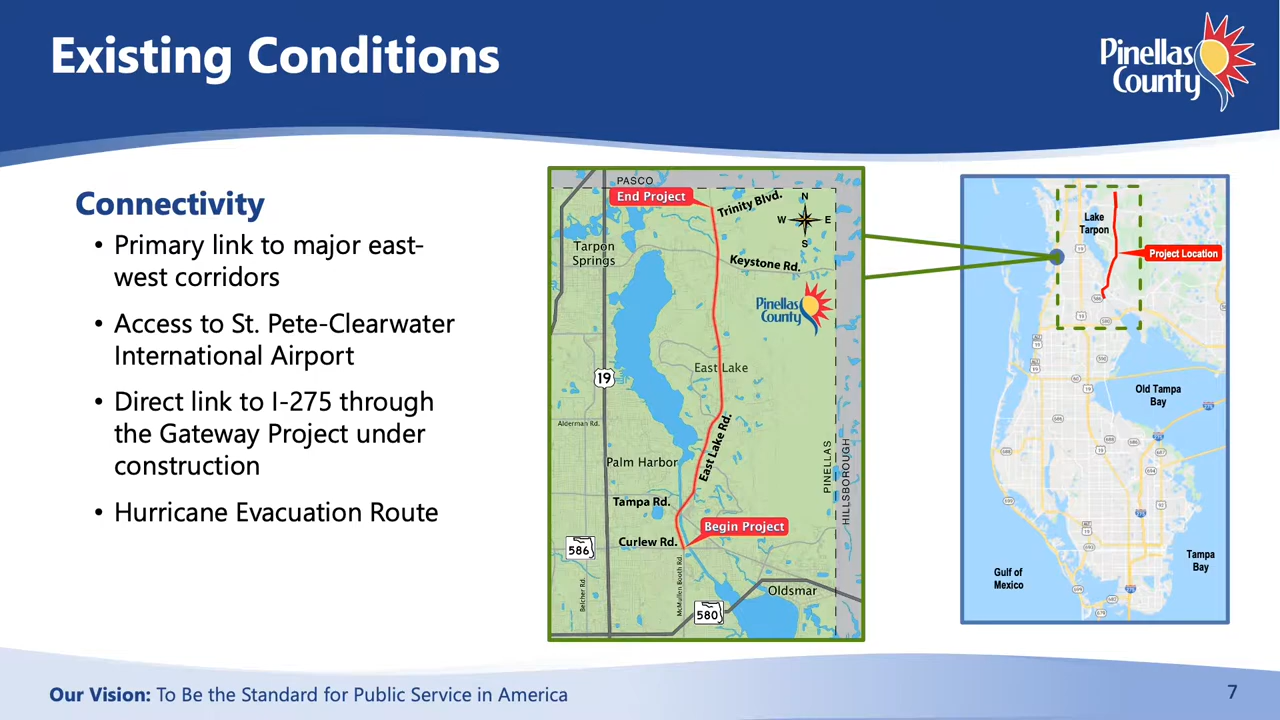 Existing Conditions
Pinellas
County
Connectivity
• Primary link to major east-
west corridors
• Access to St. Pete-Clearwater
International Airport
• Direct link to I-275 through
the Gateway Project under
construction
• Hurricane Evacuation Route
PASCO
End Project
Trinity Blvd.
N
W
E
S
Tarpon
Springs
Keystone Rd.
Pinellas
County
East Lake
19
Alderman Rd.
East Lake Rd.
Palm Harbor
PINELLAS
HILLSBOROUGH
Tampa Rd.
Begin Project
Curlew Rd.
586
Belcher Rd.
McMullen Booth Rd.
Oldsmar
580
Lake
Tarpon
Project Location
Old Tampa
Bay
Gulf of
Mexico
Tampa
Bay
Our Vision: To Be the Standard for Public Service in America
7